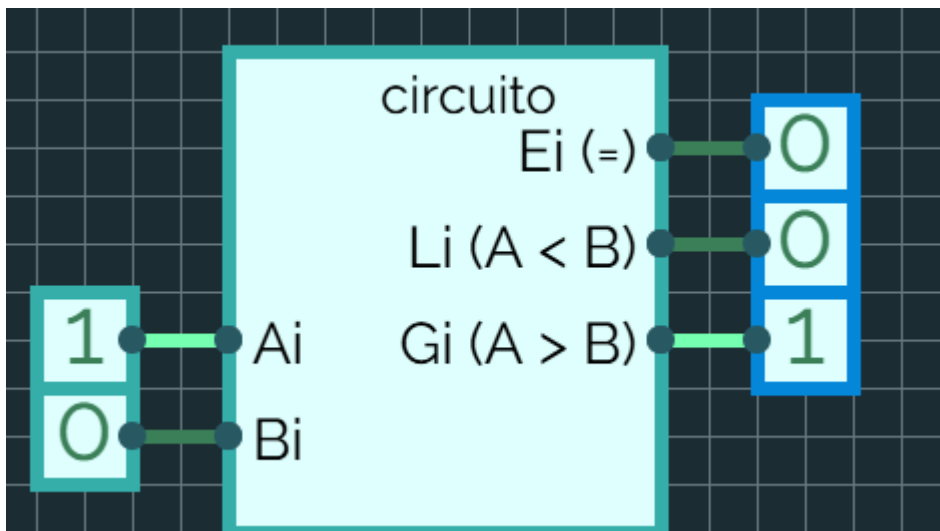 circuito
Ei (=) 0
Li (A < B) 0
1 Ai Gi (A > B) 1
0 Bi